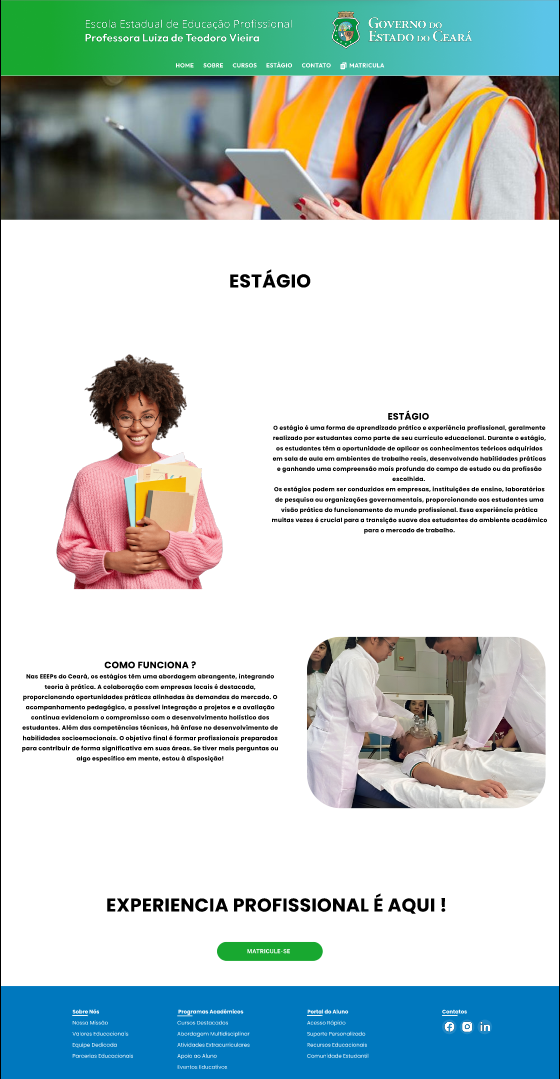 Escola Estadual de Educação Profissional
Professora Luíza de Teodoro Vieira
GOVERNO DO
ESTADO DO CEARÁ
HOME SOBRE CURSOS ESTÁGIO CONTATO MATRICULA
ESTÁGIO
ESTÁGIO
O estágio é uma forma de aprendizado prático e experiência profissional, geralmente
realizado por estudantes como parte de seu currículo educacional. Durante o estágio,
os estudantes têm a oportunidade de aplicar os conhecimentos teóricos adquiridos
em sala de aula em ambientes de trabalho reais, desenvolvendo habilidades práticas
e ganhando uma compreensão mais profunda do campo de estudo ou da profissão
escolhida.
Os estágios podem ser conduzidos em empresas, instituições de ensino, laboratórios
de pesquisa ou organizações governamentais, proporcionando aos estudantes uma
visão prática do funcionamento do mundo profissional. Essa experiência prática
muitas vezes é crucial para a transição suave dos estudantes do ambiente acadêmico
para o mercado de trabalho.
COMO FUNCIONA ?
Nas EEEPs do Ceará, os estágios têm uma abordagem abrangente, integrando
teoria à prática. A colaboração com empresas locais é destacada,
proporcionando oportunidades práticas alinhadas às demandas do mercado. O
acompanhamento pedagógico, a possível integração a projetos e a avaliação
contínua evidenciam o compromisso com o desenvolvimento holístico dos
estudantes. Além das competências técnicas, há ênfase no desenvolvimento de
habilidades socioemocionais. O objetivo final é formar profissionais preparados
para contribuir de forma significativa em suas áreas. Se tiver mais perguntas ou
algo específico em mente, estou à disposição!
EXPERIENCIA PROFISSIONAL É AQUI !
MATRICULE-SE
Sobre Nós
Nossa Missão
Valores Educacionais
Equipe Dedicada
Parcerias Educacionais
Programas Acadêmicos
Cursos Destacados
Abordagem Multidisciplinar
Atividades Extracurriculares
Apoio ao Aluno
Eventos Educativos
Portal do Aluno
Acesso Rápido
Suporte Personalizado
Recursos Educacionais
Comunidade Estudantil
Contatos